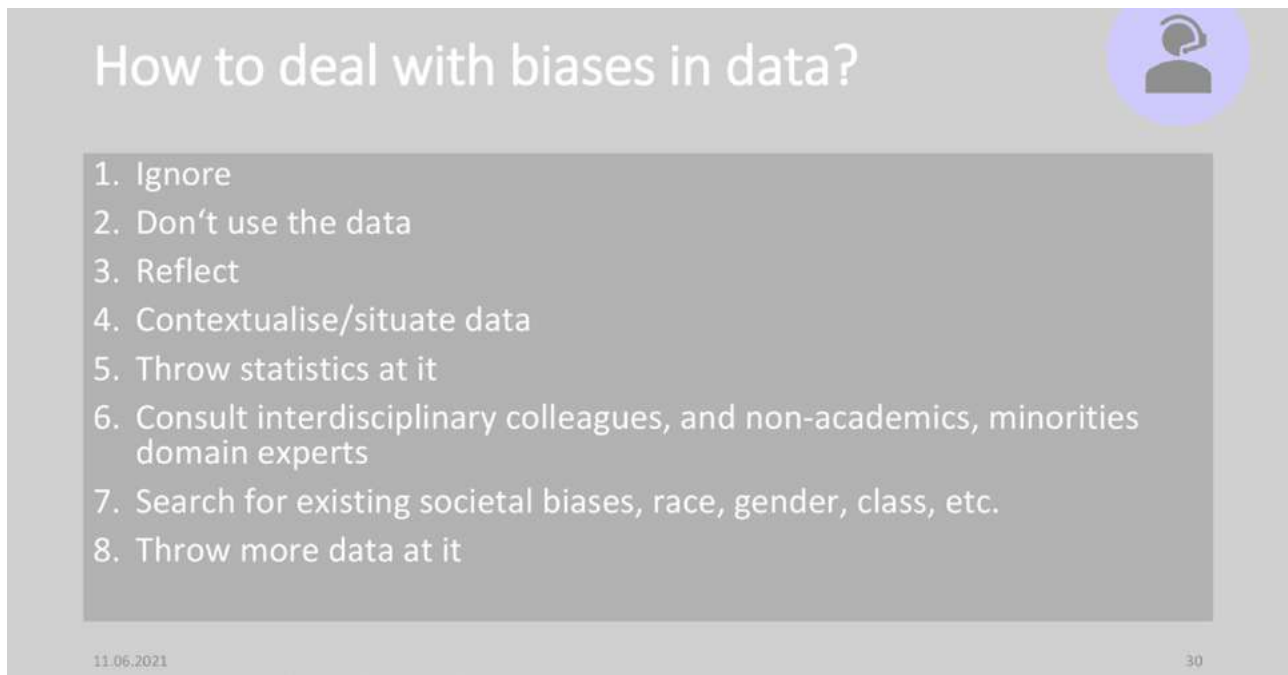 How to deal with biases in data?
1. Ignore
2. Don‘t use the data
3. Reflect
4. Contextualise/situate data
5. Throw statistics at it
6. Consult interdisciplinary colleagues, and non-academics, minorities
domain experts
7. Search for existing societal biases, race, gender, class, etc.
8. Throw more data at it
11.06.2021
30